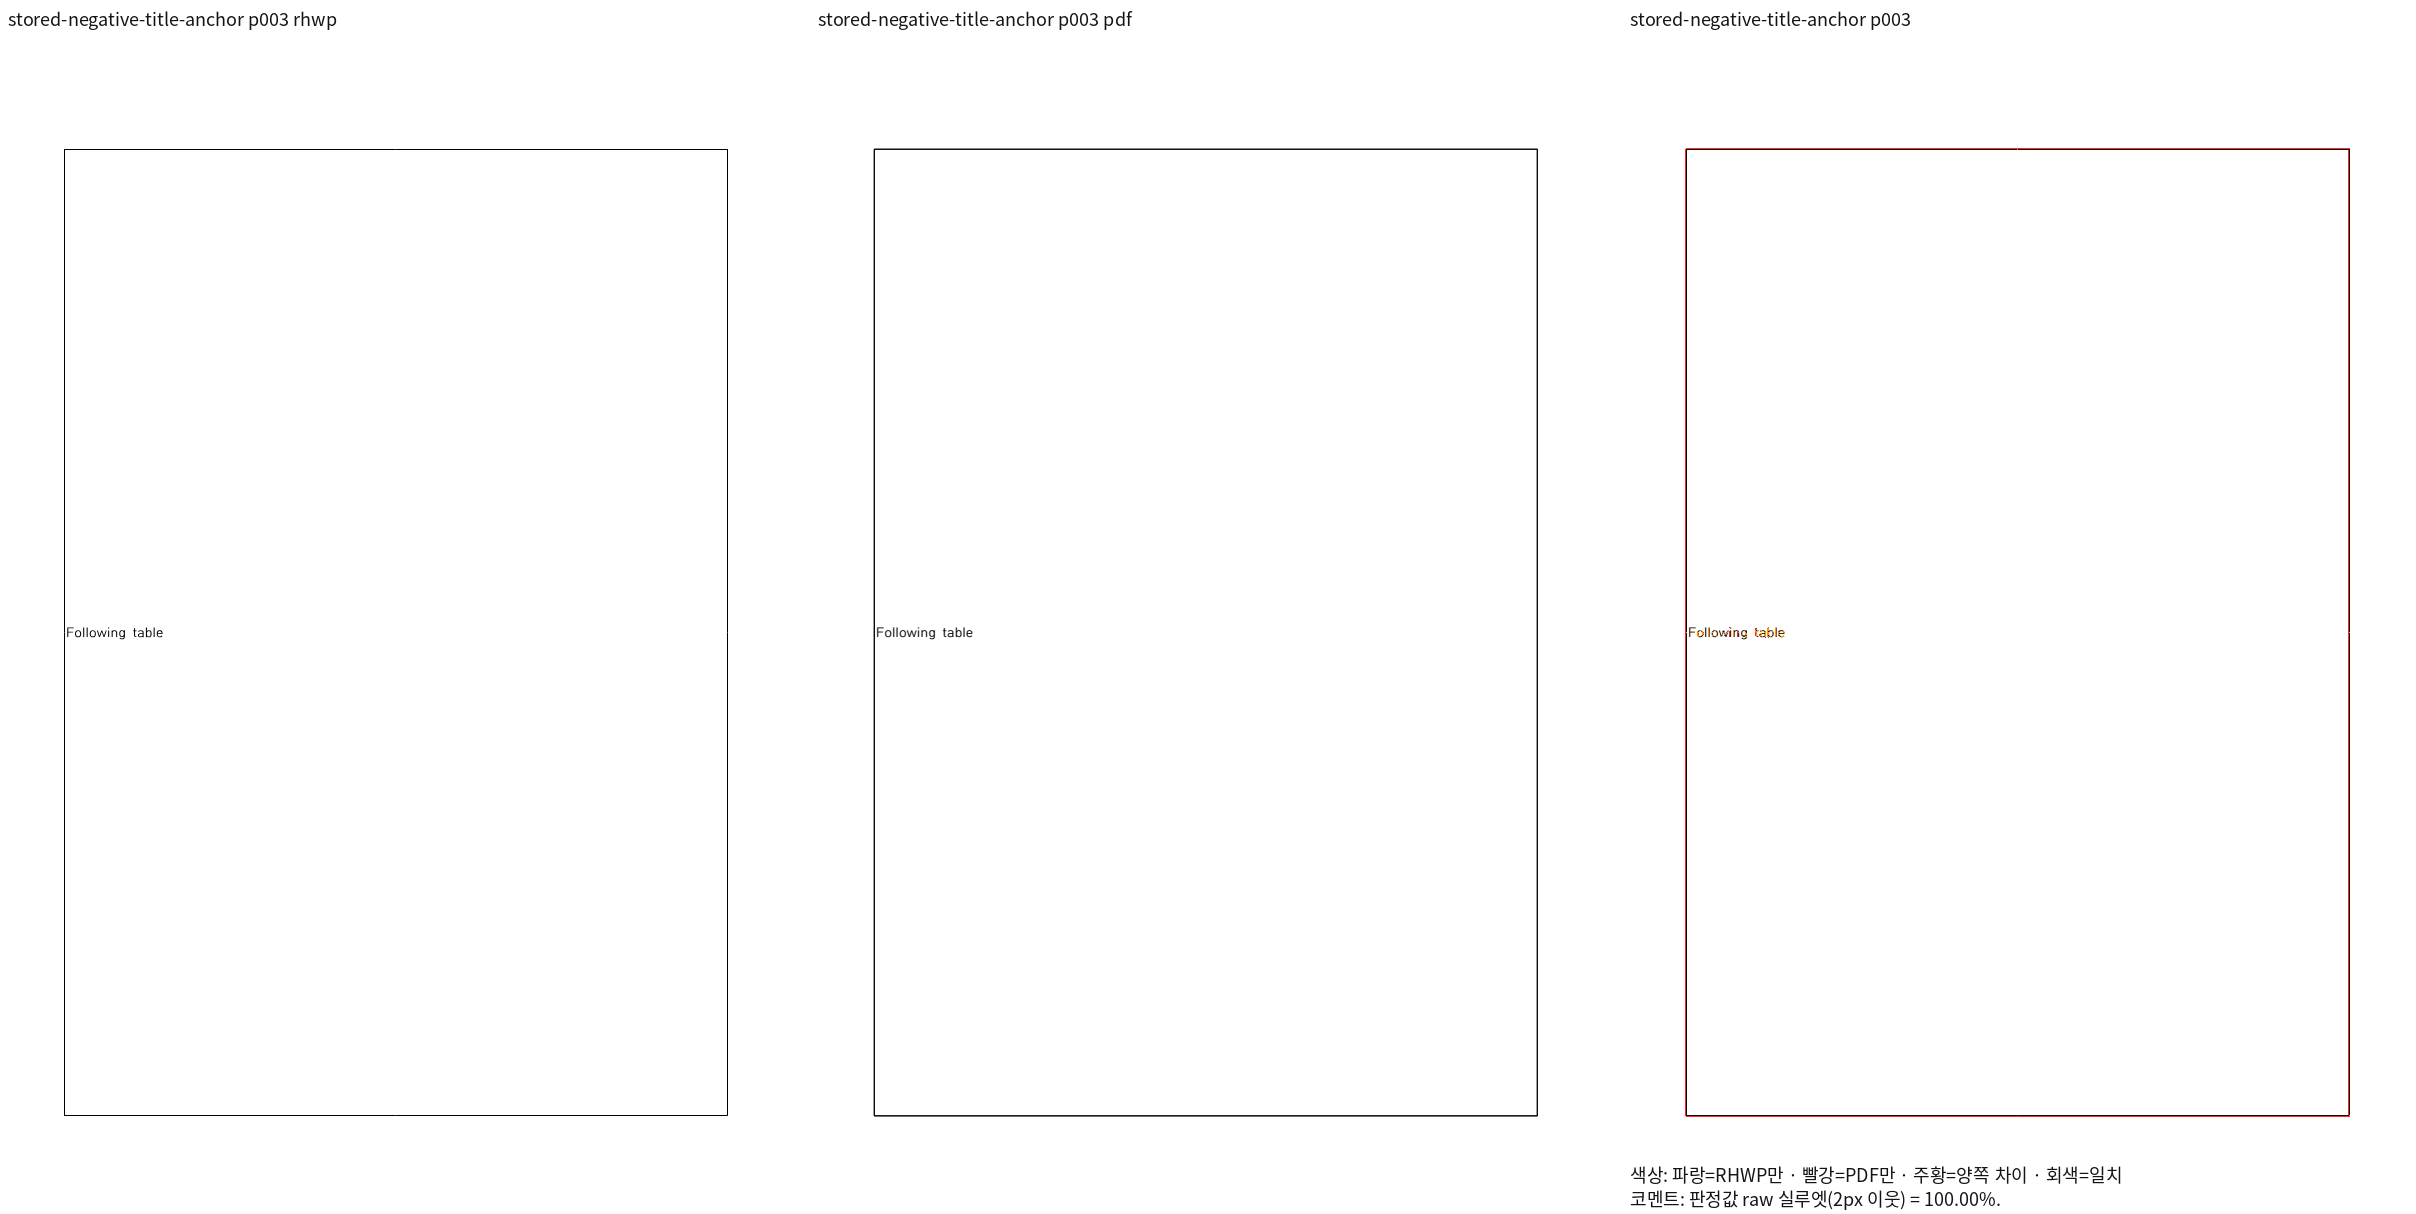 stored-negative-title-anchor p003 rhwp
stored-negative-title-anchor p003 pdf
stored-negative-title-anchor p003
Following table
Following table
Following table
색상: 파랑=RHWP만 · 빨강=PDF만 · 주황=양쪽 차이 · 회색=일치
코멘트: 판정값 raw 실루엣(2px 이웃) = 100.00%.